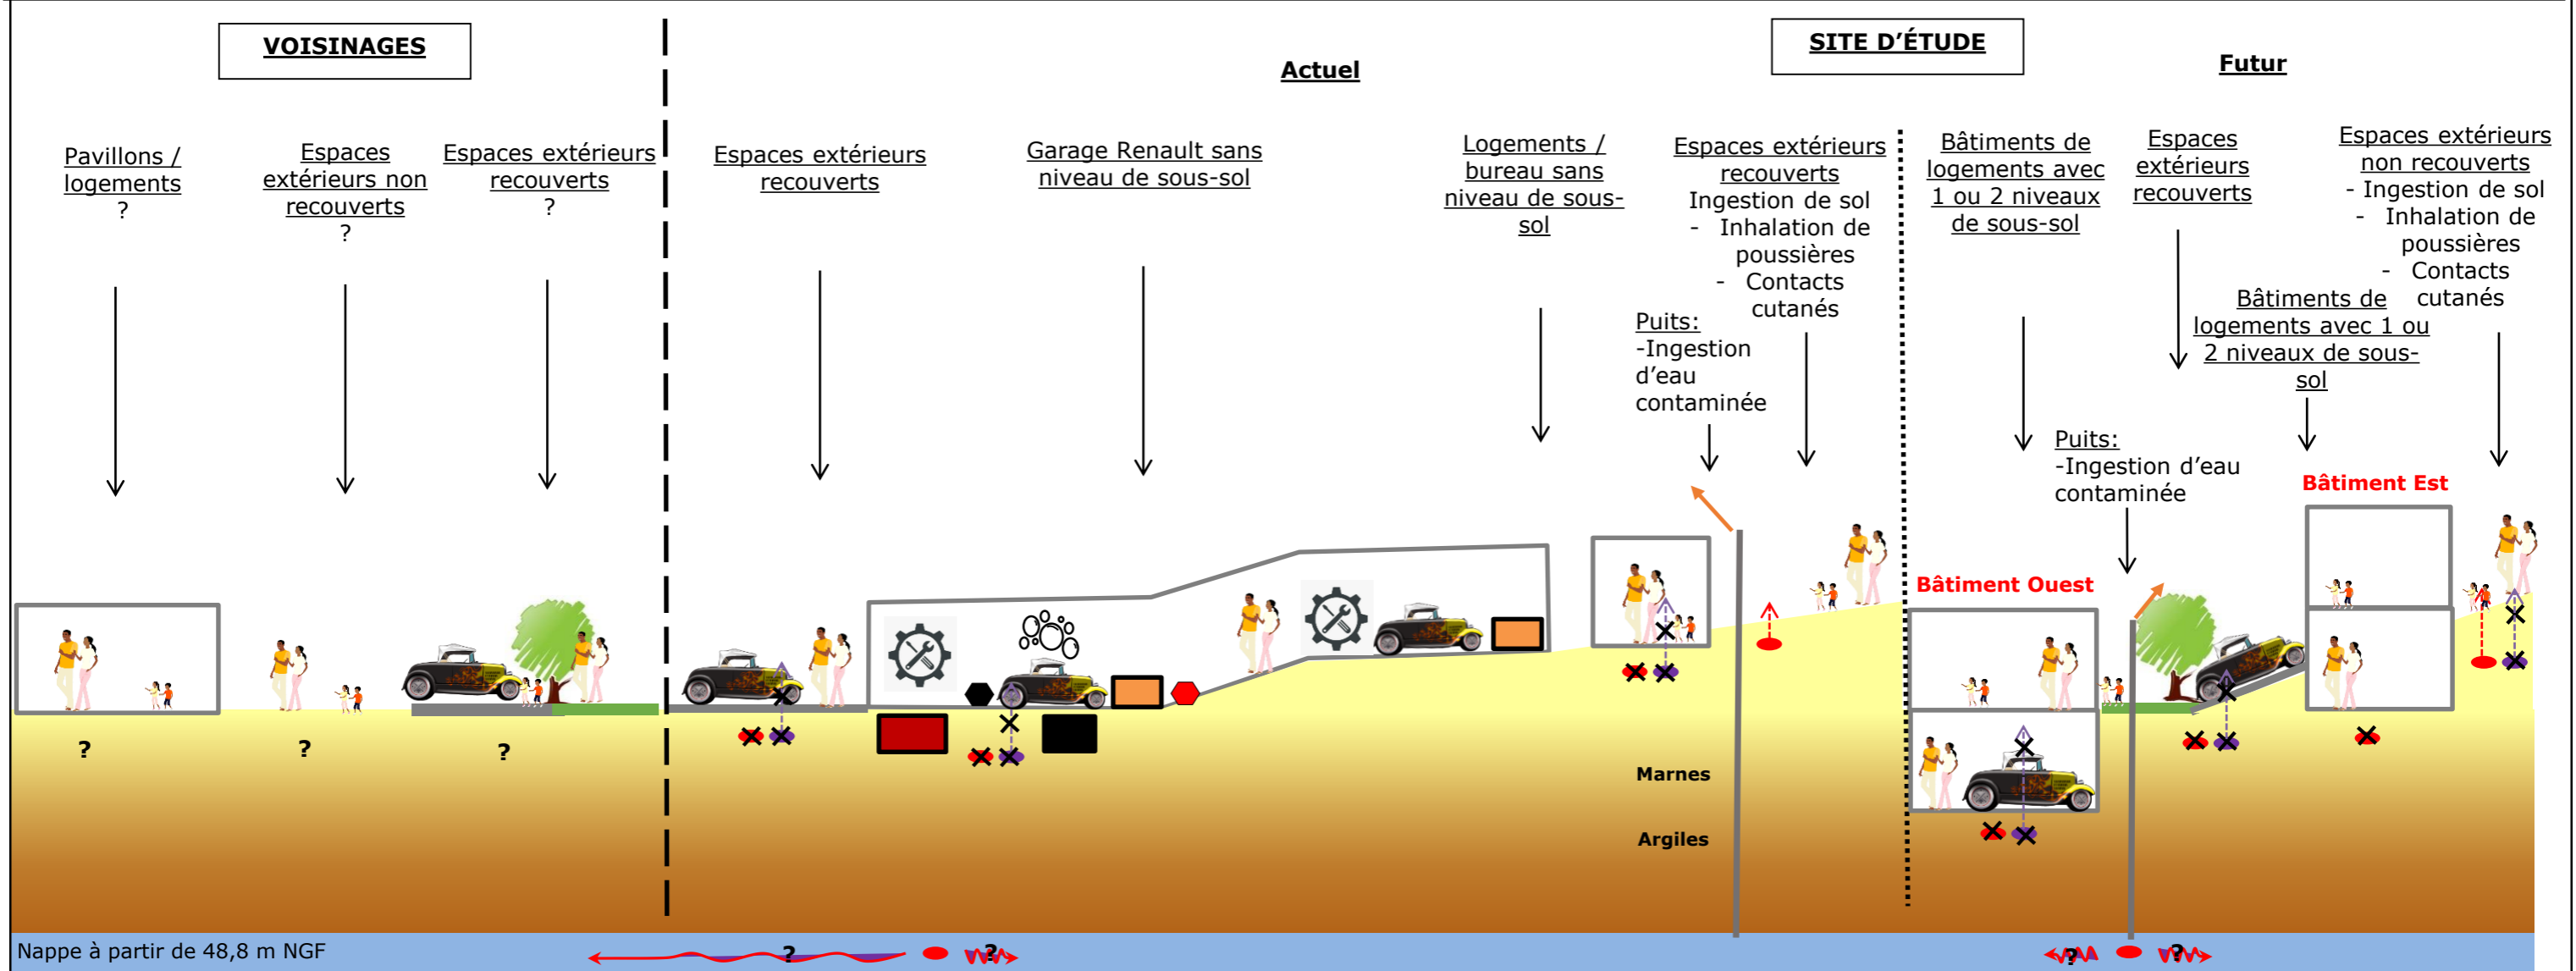 VOISINAGES
SITE D'ÉTUDE
Actuel
Futur
Pavillons /
logements
?
Espaces
extérieurs non
recouverts
?
Espaces extérieurs
recouverts
?
Espaces extérieurs
recouverts
Garage Renault sans
niveau de sous-sol
Logements /
bureau sans
niveau de sous-
sol
Espaces extérieurs
recouverts
Ingestion de sol
- Inhalation de
poussières
- Contacts
cutanés
Puits:
-Ingestion
d'eau
contaminée
Bâtiments de
logements avec
1 ou 2 niveaux
de sous-sol
Espaces
extérieurs
recouverts
Espaces extérieurs
non recouverts
- Ingestion de sol
- Inhalation de
poussières
- Contacts
cutanés
Bâtiments de
logements avec 1 ou
2 niveaux de sous-
sol
Puits:
-Ingestion d'eau
contaminée
Bâtiment Est
Bâtiment Ouest
?
?
?
Marnes
Argiles
Nappe à partir de 48,8 m NGF
?
?
?
?